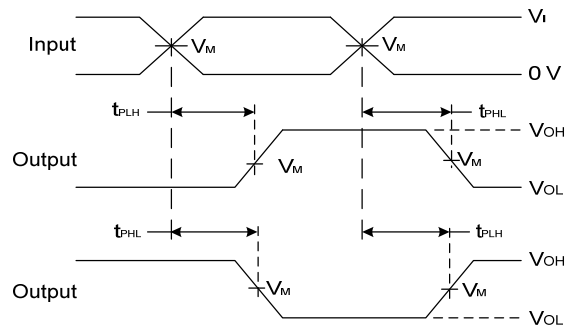 VI
Input VM VM
0 V
tPLH tPHL
VOH
Output VM VM
VOL
tPHL tPLH
VOH
VM VM
Output
VOL